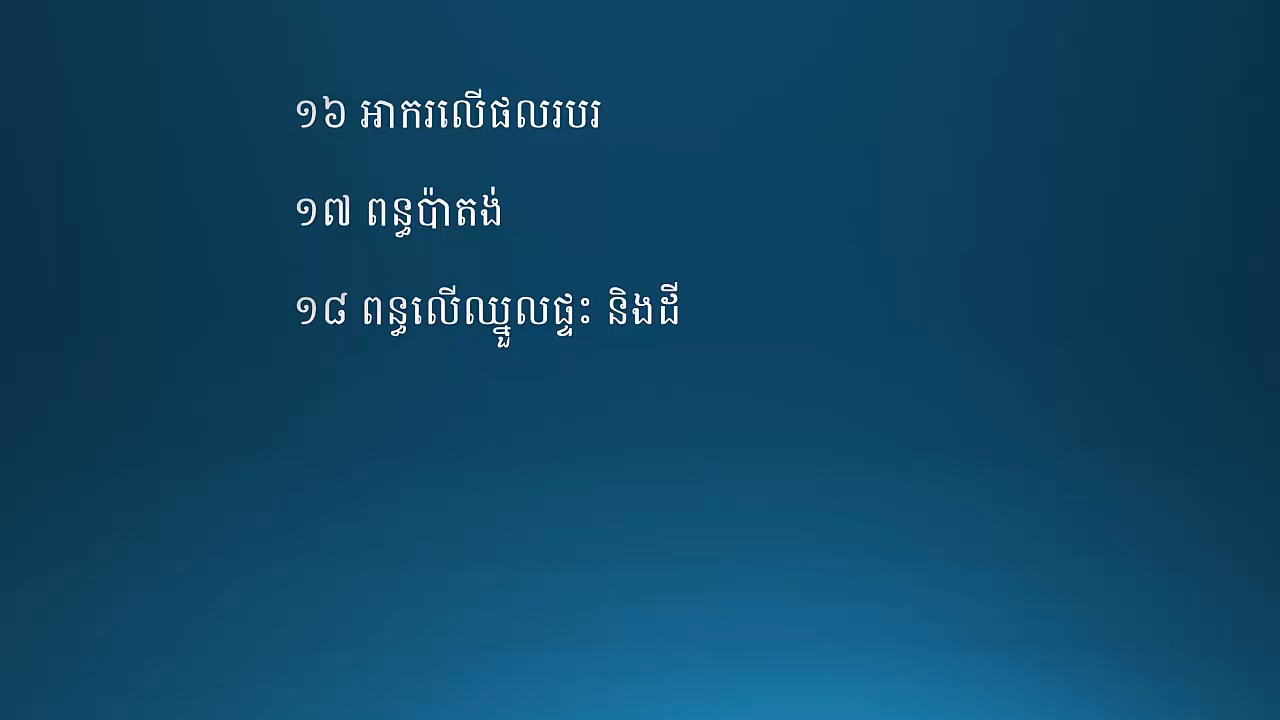 ១៦ អាករលើផលរបរ
១៧ ពន្ធប៉ាតង់
១៨ ពន្ធលើឈ្នួលផ្ទះ និងដី